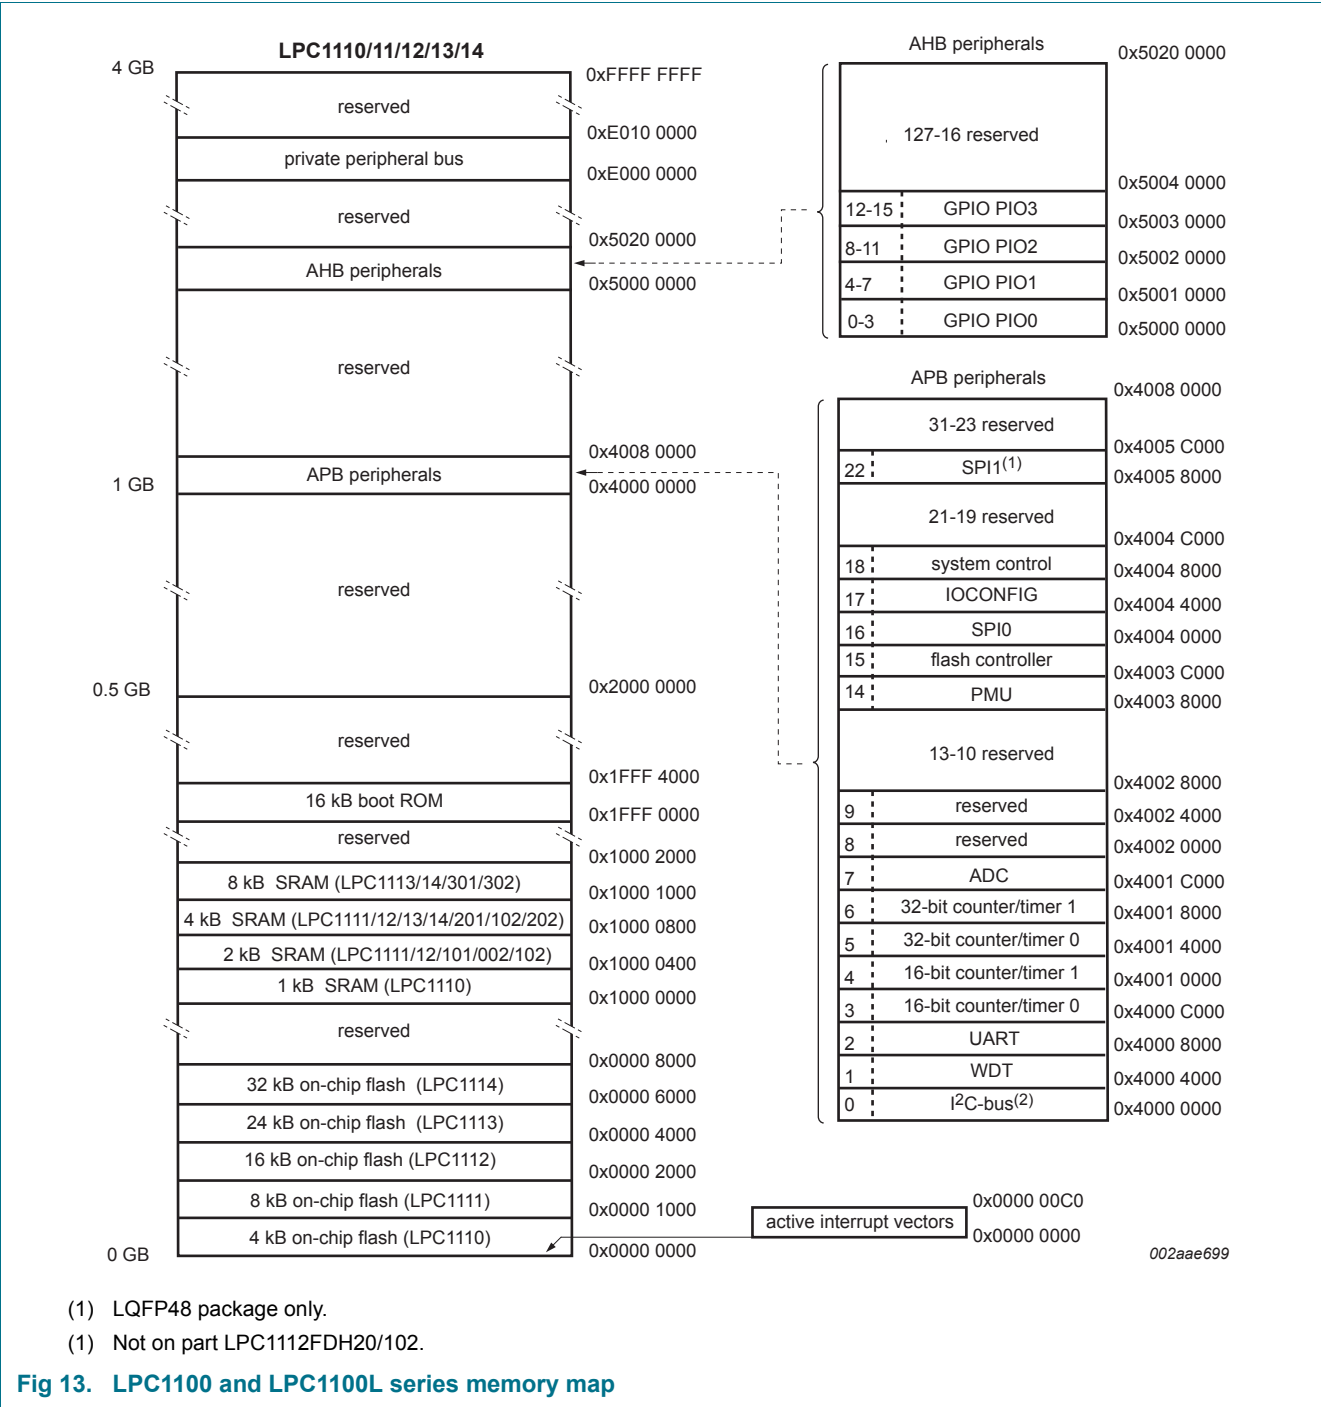 LPC1110/11/12/13/14
4 GB
0xFFFF FFFF
reserved
0xE010 0000
private peripheral bus
0xE000 0000
reserved
0x5020 0000
AHB peripherals
0x5000 0000
reserved
0x4008 0000
APB peripherals
1 GB
0x4000 0000
reserved
0.5 GB
0x2000 0000
reserved
0x1FFF 4000
16 kB boot ROM
0x1FFF 0000
reserved
0x1000 2000
8 kB SRAM (LPC1113/14/301/302)
0x1000 1000
4 kB SRAM (LPC1111/12/13/14/201/102/202)
0x1000 0800
2 kB SRAM (LPC1111/12/101/002/102)
0x1000 0400
1 kB SRAM (LPC1110)
0x1000 0000
reserved
0x0000 8000
32 kB on-chip flash (LPC1114)
0x0000 6000
24 kB on-chip flash (LPC1113)
0x0000 4000
16 kB on-chip flash (LPC1112)
0x0000 2000
8 kB on-chip flash (LPC1111)
0x0000 1000
4 kB on-chip flash (LPC1110)
0 GB
0x0000 0000
AHB peripherals
0x5020 0000
127-16 reserved
0x5004 0000
12-15 GPIO PIO3
0x5003 0000
8-11 GPIO PIO2
0x5002 0000
4-7 GPIO PIO1
0x5001 0000
0-3 GPIO PIO0
0x5000 0000
APB peripherals
0x4008 0000
31-23 reserved
0x4005 C000
22 SPI1(1)
0x4005 8000
21-19 reserved
0x4004 C000
18 system control
0x4004 8000
17 IOCONFIG
0x4004 4000
16 SPI0
0x4004 0000
15 flash controller
0x4003 C000
14 PMU
0x4003 8000
13-10 reserved
0x4002 8000
9 reserved
0x4002 4000
8 reserved
0x4002 0000
7 ADC
0x4001 C000
6 32-bit counter/timer 1
0x4001 8000
5 32-bit counter/timer 0
0x4001 4000
4 16-bit counter/timer 1
0x4001 0000
3 16-bit counter/timer 0
0x4000 C000
2 UART
0x4000 8000
1 WDT
0x4000 4000
0 I2C-bus(2)
0x4000 0000
0x0000 00C0
active interrupt vectors
0x0000 0000
002aae699
(1) LQFP48 package only.
(1) Not on part LPC1112FDH20/102.
Fig 13. LPC1100 and LPC1100L series memory map